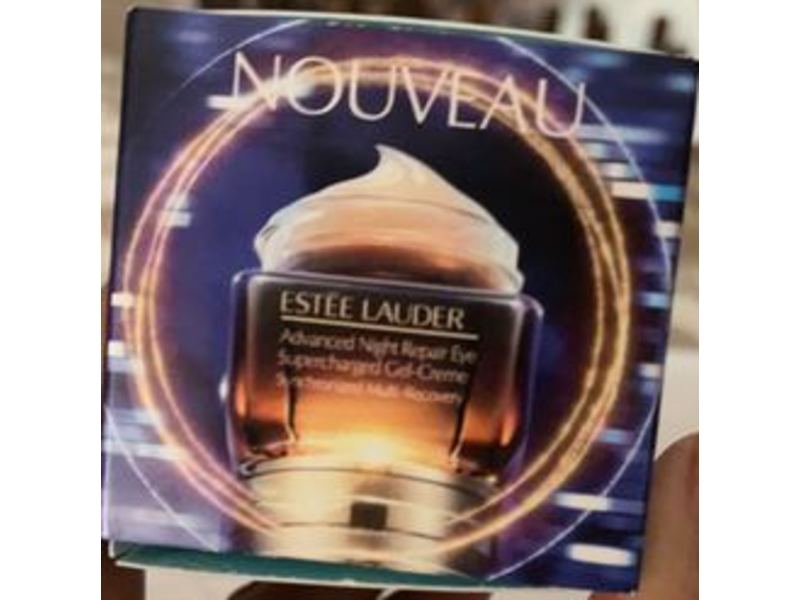 NOUVEAU
ESTĒE LAUDER
Advanced Night Repair Eye
Supercharged Gel-Creme
Synchronized Multi-Recovery